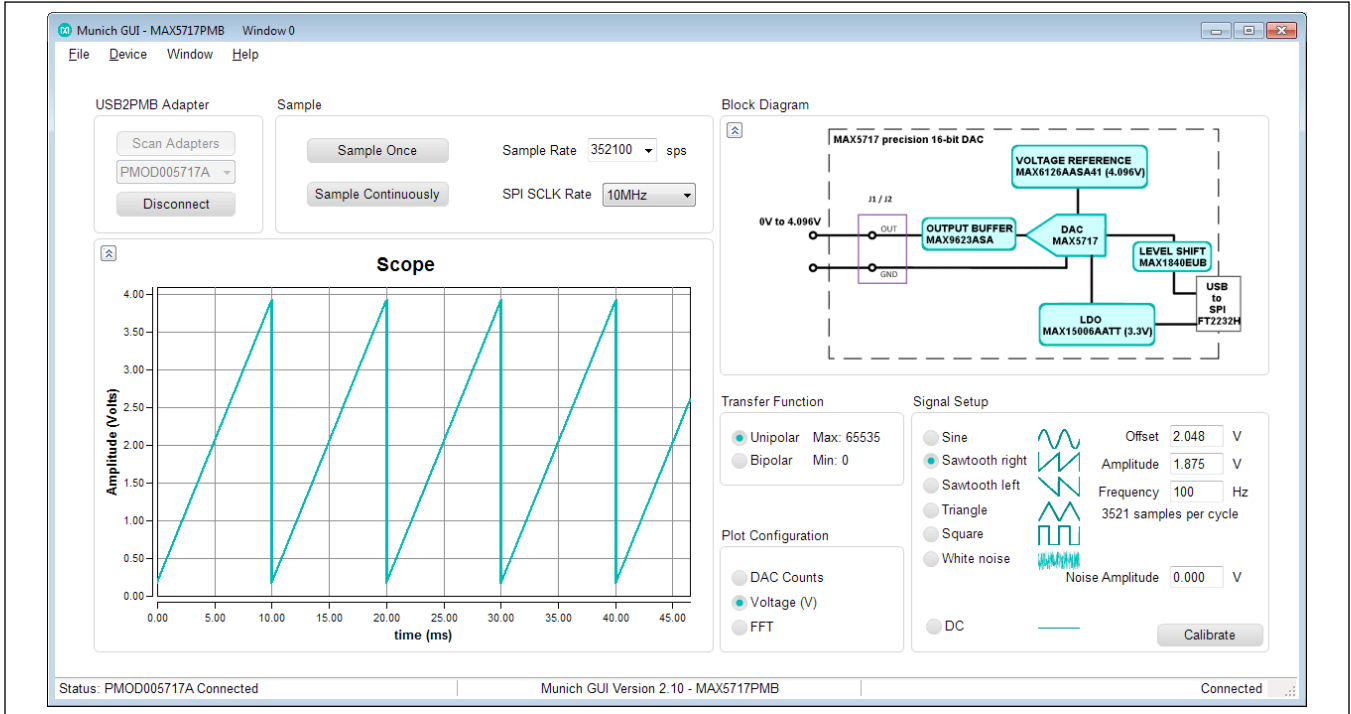 Munich GUI - MAX5717PMB Window 0
File Device Window Help
USB2PMB Adapter
Scan Adapters
PMOD005717A
Disconnect
Sample
Sample Once
Sample Rate 352100 sps
Sample Continuously
SPI SCLK Rate 10MHz
Scope
4.00
3.50
3.00
2.50
2.00
1.50
1.00
0.50
0.00
Amplitude (Volts)
0.00 5.00 10.00 15.00 20.00 25.00 30.00 35.00 40.00 45.00
time (ms)
Block Diagram
MAX5717 precision 16-bit DAC
VOLTAGE REFERENCE
MAX6126AASA41 (4.096V)
J1 / J2
0V to 4.096V
OUT
GND
OUTPUT BUFFER
MAX9623ASA
DAC
MAX5717
LEVEL SHIFT
MAX1840EUB
USB
to
SPI
FT2232H
LDO
MAX15006AATT (3.3V)
Transfer Function
Unipolar Max: 65535
Bipolar Min: 0
Plot Configuration
DAC Counts
Voltage (V)
FFT
Signal Setup
Sine
Sawtooth right
Sawtooth left
Triangle
Square
White noise
DC
Offset 2.048 V
Amplitude 1.875 V
Frequency 100 Hz
3521 samples per cycle
Noise Amplitude 0.000 V
Calibrate
Status: PMOD005717A Connected
Munich GUI Version 2.10 - MAX5717PMB
Connected